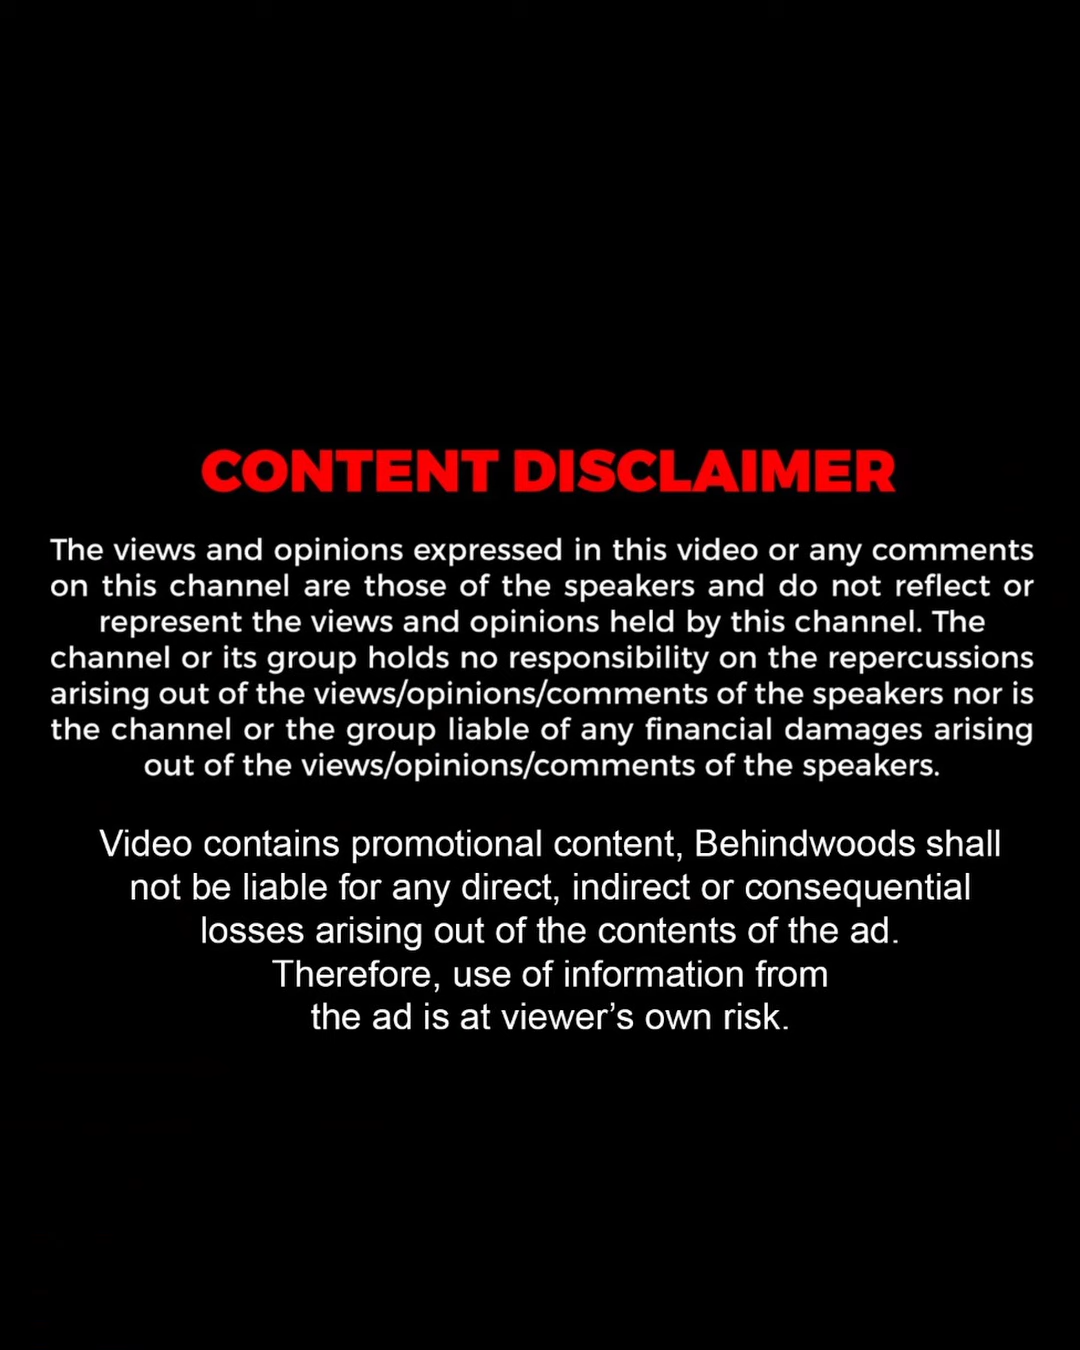 CONTENT DISCLAIMER
The views and opinions expressed in this video or any comments
on this channel are those of the speakers and do not reflect or
represent the views and opinions held by this channel. The
channel or its group holds no responsibility on the repercussions
arising out of the views/opinions/comments of the speakers nor is
the channel or the group liable of any financial damages arising
out of the views/opinions/comments of the speakers.
Video contains promotional content, Behindwoods shall
not be liable for any direct, indirect or consequential
losses arising out of the contents of the ad.
Therefore, use of information from
the ad is at viewer’s own risk.